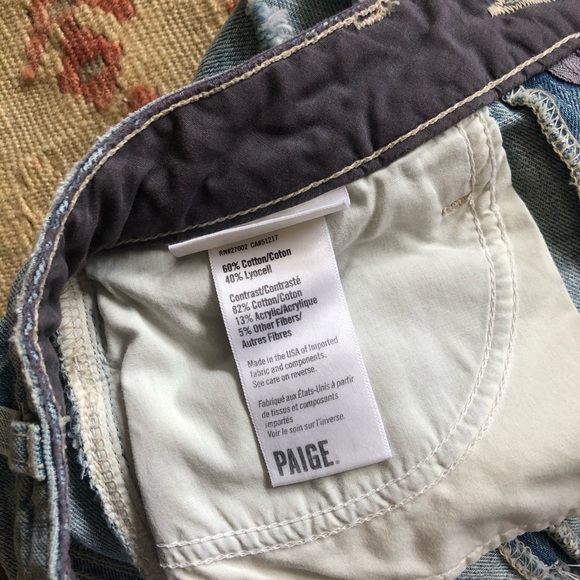 RN#27002 CA#51217
60% Cotton/Coton
40% Lyocell
Contrast/Contrasté
82% Cotton/Coton
13% Acrylic/Acrylique
5% Other Fibers/
Autres Fibres
Made in the USA of Imported
fabric and components.
See care on reverse.
Fabriqué aux États-Unis à partir
de tissus et composants
importés
Voir le soin sur l'inverse.
PAIGE.